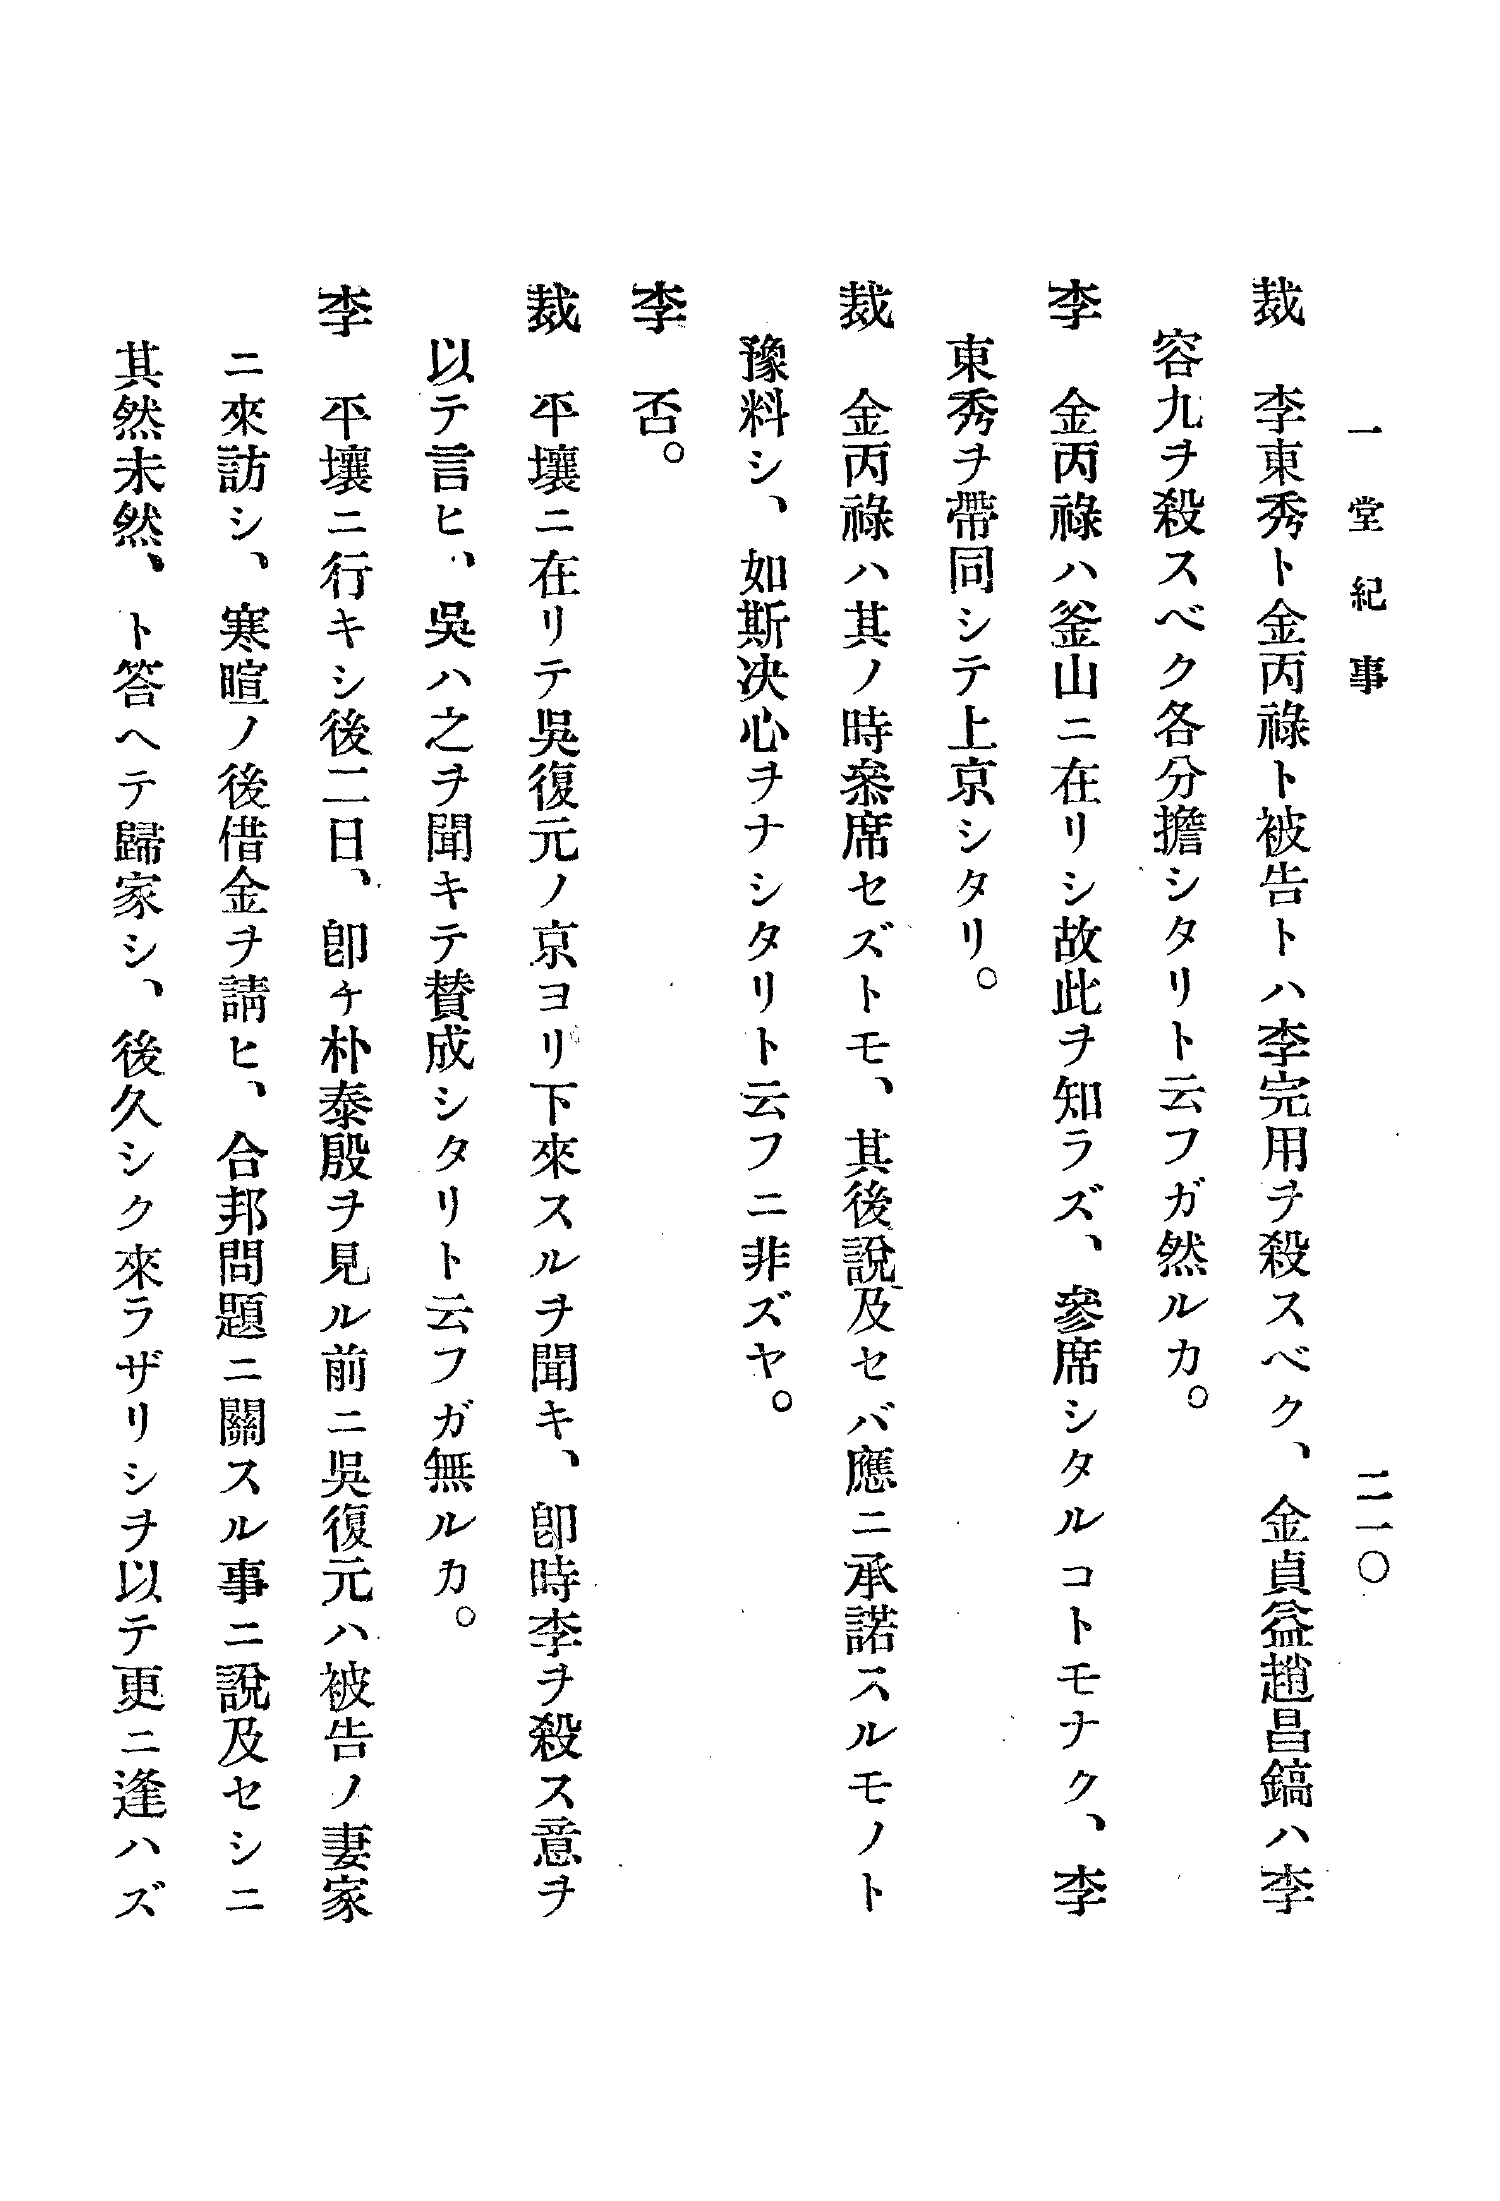 一堂紀事
二一〇
裁　李東秀ト金丙祿ト被告トハ李完用ヲ殺スベク、金貞益趙昌鎬ハ李
容九ヲ殺スベク各分擔シタリト云フガ然ルカ。
李　金丙祿ハ釜山ニ在リシ故此ヲ知ラズ、參席シタルコトモナク、李
東秀ヲ帶同シテ上京シタリ。
裁　金丙祿ハ其ノ時參席セズトモ、其後說及セバ應ニ承諾スルモノト
豫料シ、如斯决心ヲナシタリト云フニ非ズヤ。
李　否。
裁　平壤ニ在リテ吳復元ノ京ヨリ下來スルヲ聞キ、卽時李ヲ殺ス意ヲ
以テ言ヒ、吳ハ之ヲ聞キテ賛成シタリト云フガ無ルカ。
李　平壤ニ行キシ後二日、卽チ朴泰殷ヲ見ル前ニ吳復元ハ被告ノ妻家
ニ來訪シ、寒暄ノ後借金ヲ請ヒ、合邦問題ニ關スル事ニ說及セシニ
其然未然、ト答ヘテ歸家シ、後久シク來ラザリシヲ以テ更ニ逢ハズ